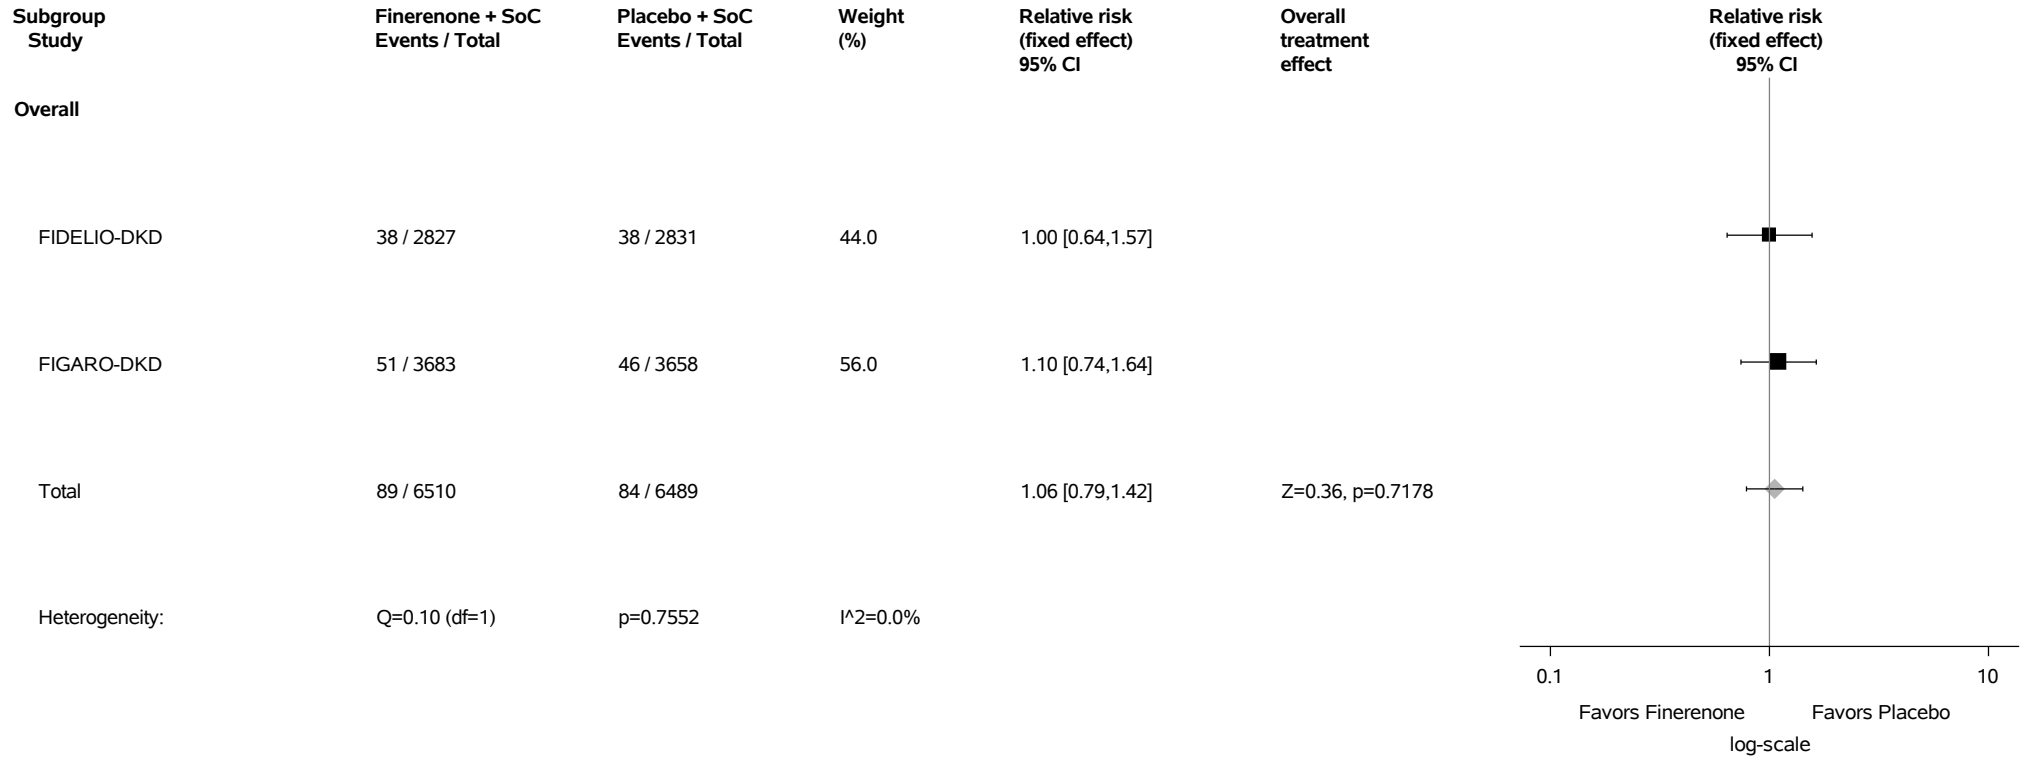 Subgroup Finerenone + SoC Placebo + SoC Weight Relative risk Overall Relative risk
Study Events / Total Events / Total (%) (fixed effect) treatment (fixed effect)
95% CI effect 95% CI
Overall
FIDELIO-DKD 38 / 2827 38 / 2831 44.0 1.00 [0.64,1.57]
FIGARO-DKD 51 / 3683 46 / 3658 56.0 1.10 [0.74,1.64]
Total 89 / 6510 84 / 6489 1.06 [0.79,1.42] Z=0.36, p=0.7178
Heterogeneity: Q=0.10 (df=1) p=0.7552 I^2=0.0%
0.1 1 10
Favors Finerenone Favors Placebo
log-scale